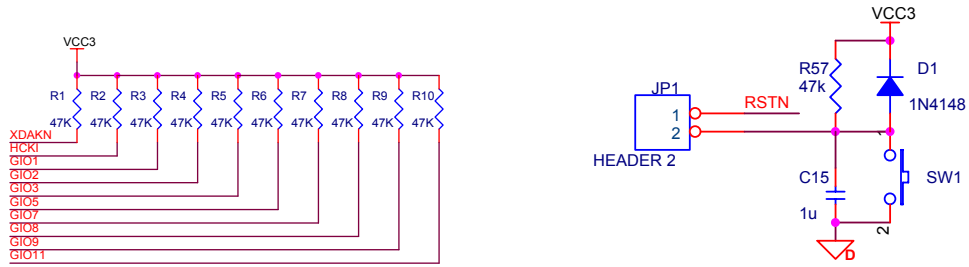 VCC3
R1 R2 R3 R4 R5 R6 R7 R8 R9 R10
47K 47K 47K 47K 47K 47K 47K 47K 47K 47K
XDAKN
HCKI
GIO1
GIO2
GIO3
GIO5
GIO7
GIO8
GIO9
GIO11
VCC3
R57
47k
D1
1N4148
JP1
1
2
RSTN
HEADER 2
1
C15
1u
SW1
2
D